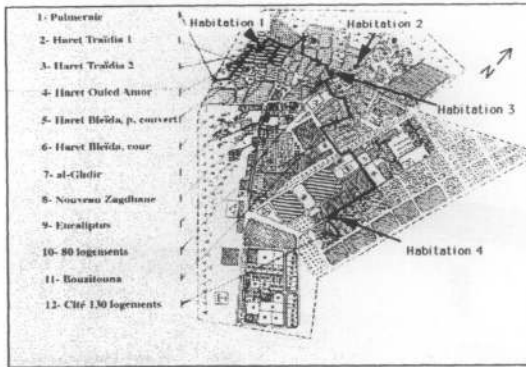 1- Palmeraie
2- Haret Traïdia 1
3- Haret Traïdia 2
4- Haret Ouled Amor
5- Haret Bleïda, p. couvert
6- Haret Bleïda, cour
7- al-Ghdir
8- Nouveau Zagdhane
9- Eucaliptus
10- 80 logements
11- Bouzitouna
12- Cité 130 logements
Habitation 1
Habitation 2
Habitation 3
Habitation 4
N